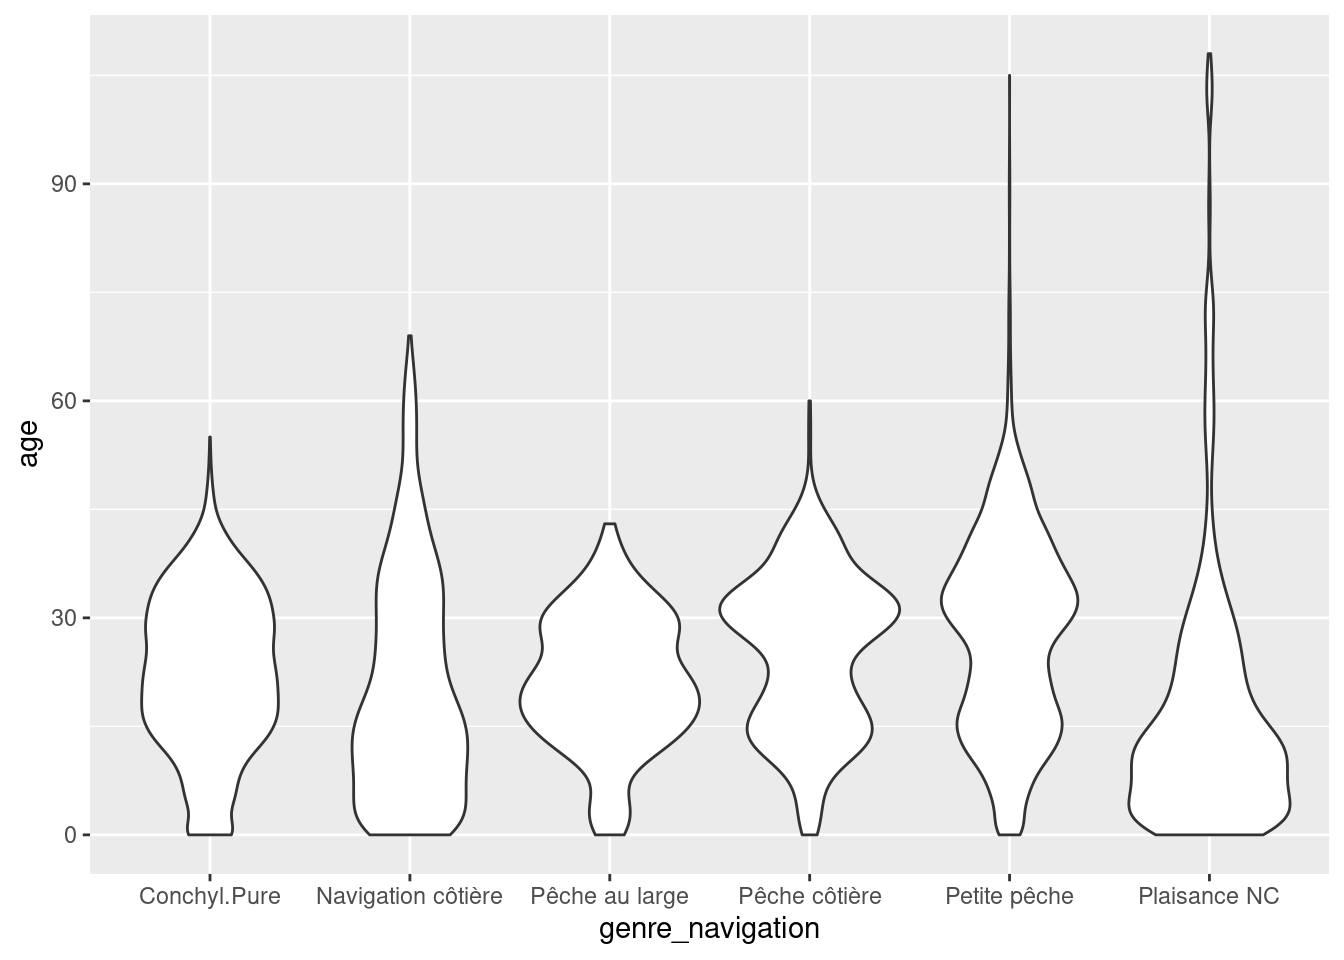 age
90
60
30
0
Conchyl.Pure
Navigation côtière
Pêche au large
Pêche côtière
Petite pêche
Plaisance NC
genre_navigation